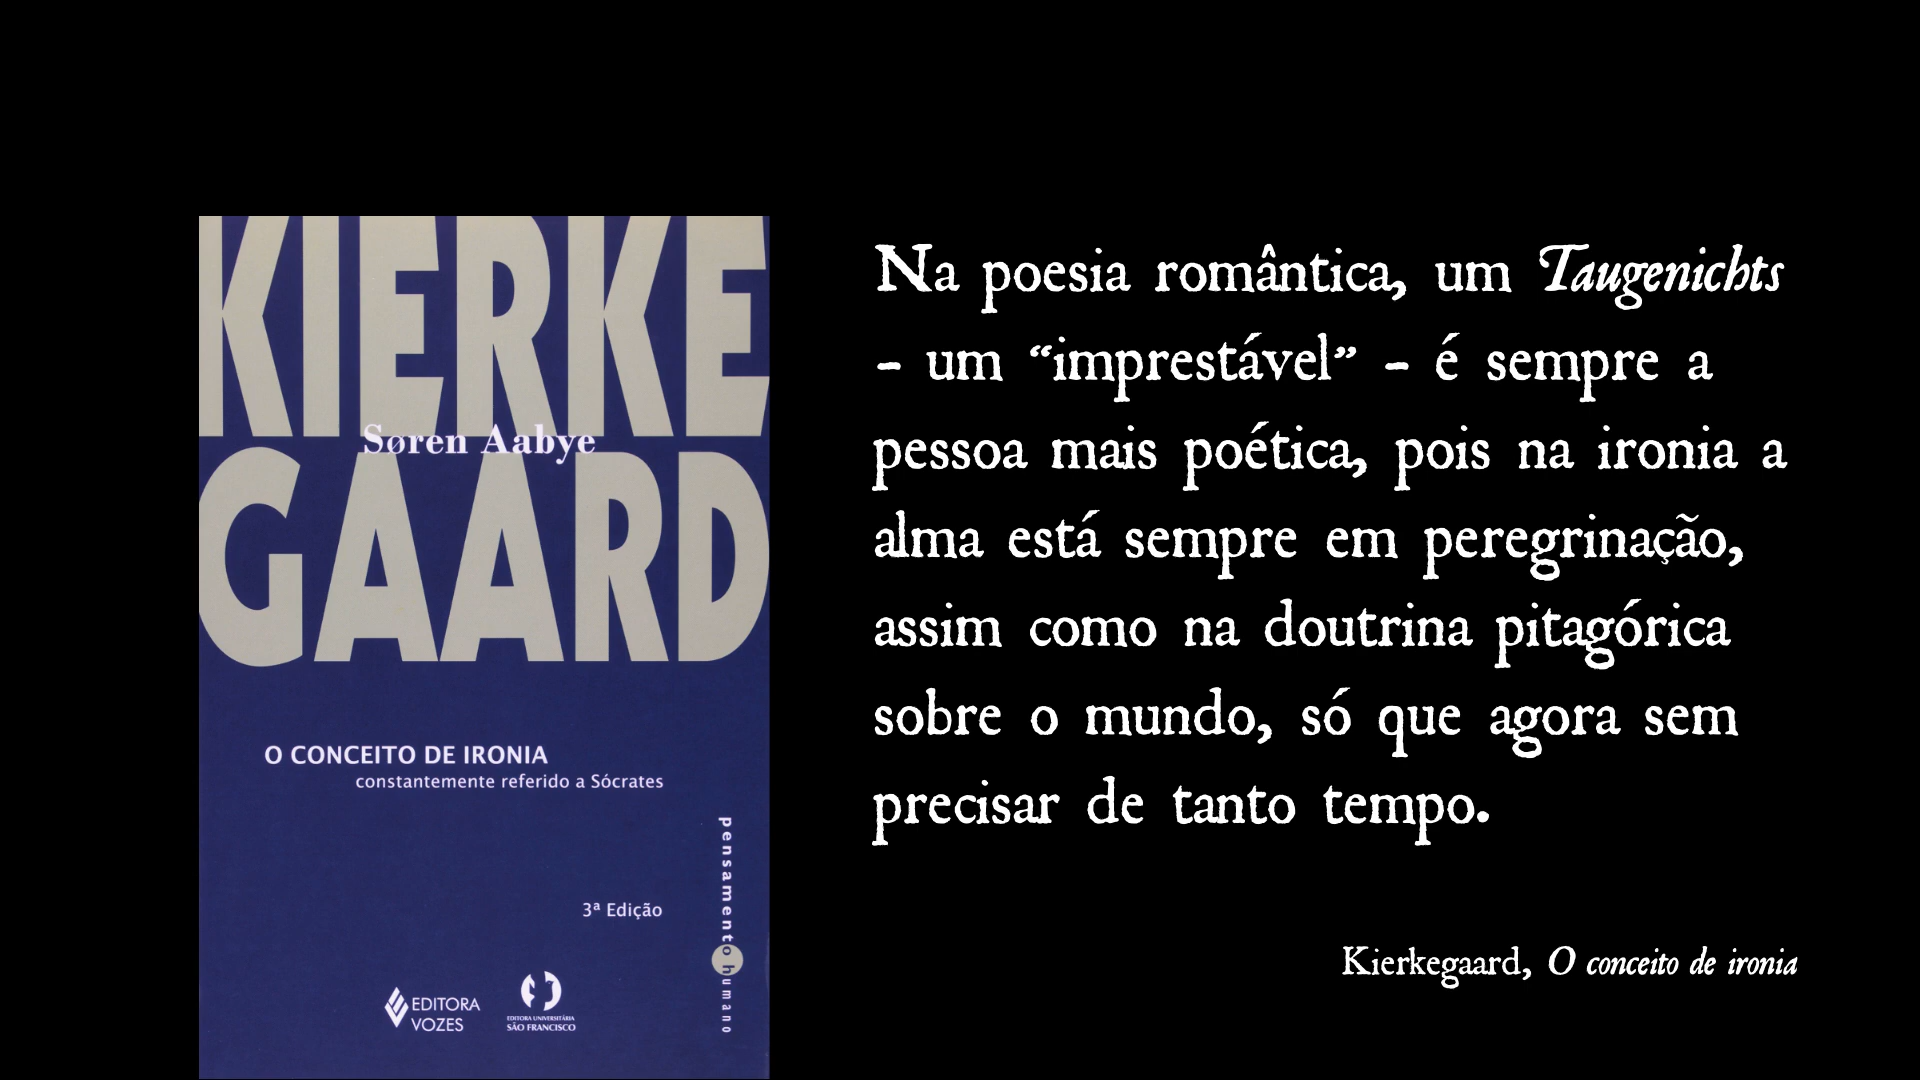 KIERKE
Søren Aabye
GAARD
O CONCEITO DE IRONIA
constantemente referido a Sócrates
3ª Edição
pensamento humano
EDITORA
VOZES
EDITORA UNIVERSITÁRIA
SÃO FRANCISCO
Na poesia romântica, um Taugenichts
– um “imprestável” – é sempre a
pessoa mais poética, pois na ironia a
alma está sempre em peregrinação,
assim como na doutrina pitagórica
sobre o mundo, só que agora sem
precisar de tanto tempo.
Kierkegaard, O conceito de ironia